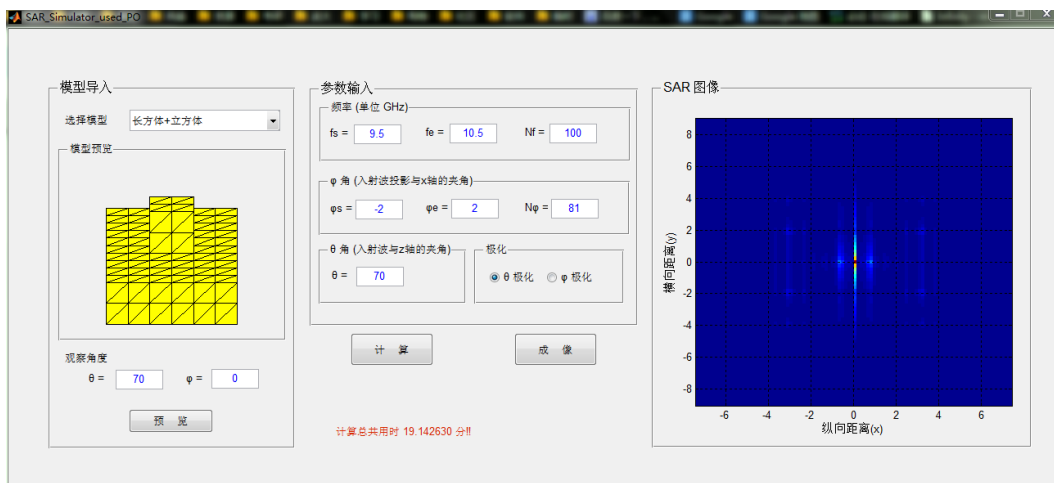 SAR_Simulator_used_PO
模型导入
选择模型 长方体+立方体
模型预览
观察角度
θ = 70 φ = 0
预 览
参数输入
频率 (单位 GHz)
fs = 9.5 fe = 10.5 Nf = 100
φ 角 (入射波投影与x轴的夹角)
φs = -2 φe = 2 Nφ = 81
θ 角 (入射波与z轴的夹角)
θ = 70
极化
θ 极化 φ 极化
计 算 成 像
计算总共用时 19.142630 分!!
SAR 图像
8
6
4
2
0
-2
-4
-6
-8
横向距离(y)
-6 -4 -2 0 2 4 6
纵向距离(x)